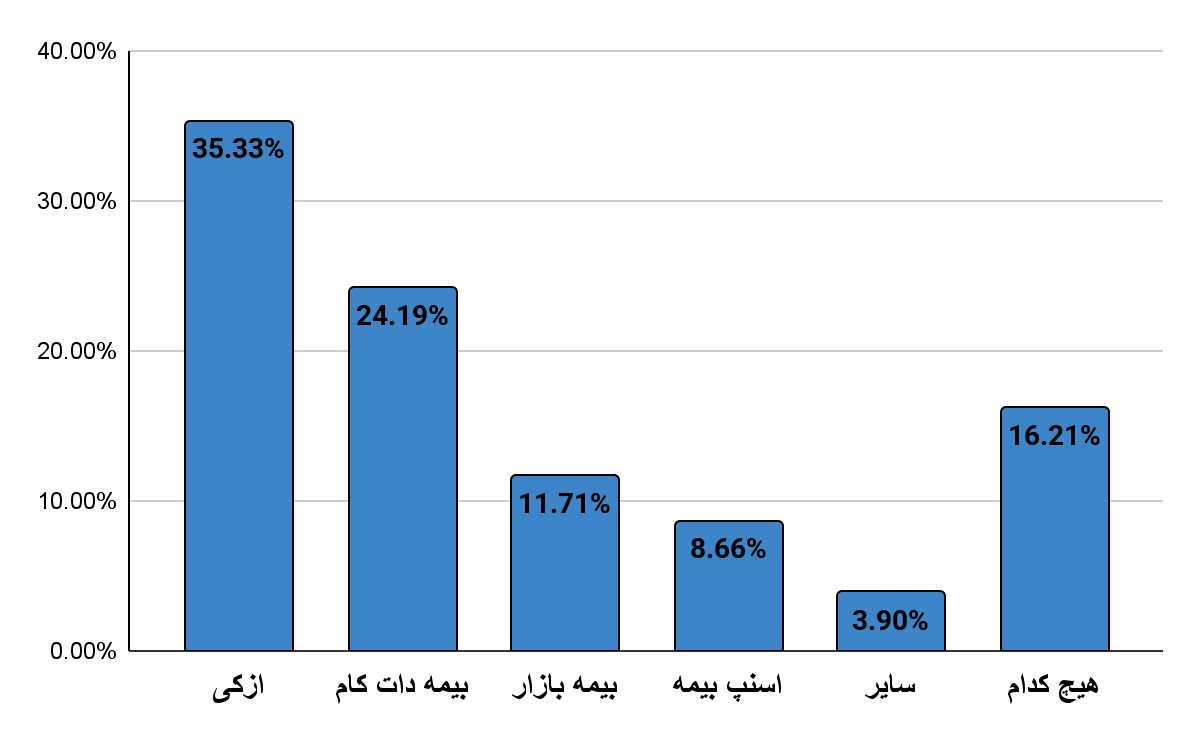 40.00%
30.00%
20.00%
10.00%
0.00%
35.33%
24.19%
11.71%
8.66%
3.90%
16.21%
ازکی
بیمه دات کام
بیمه بازار
اسنپ بیمه
سایر
هیچ کدام